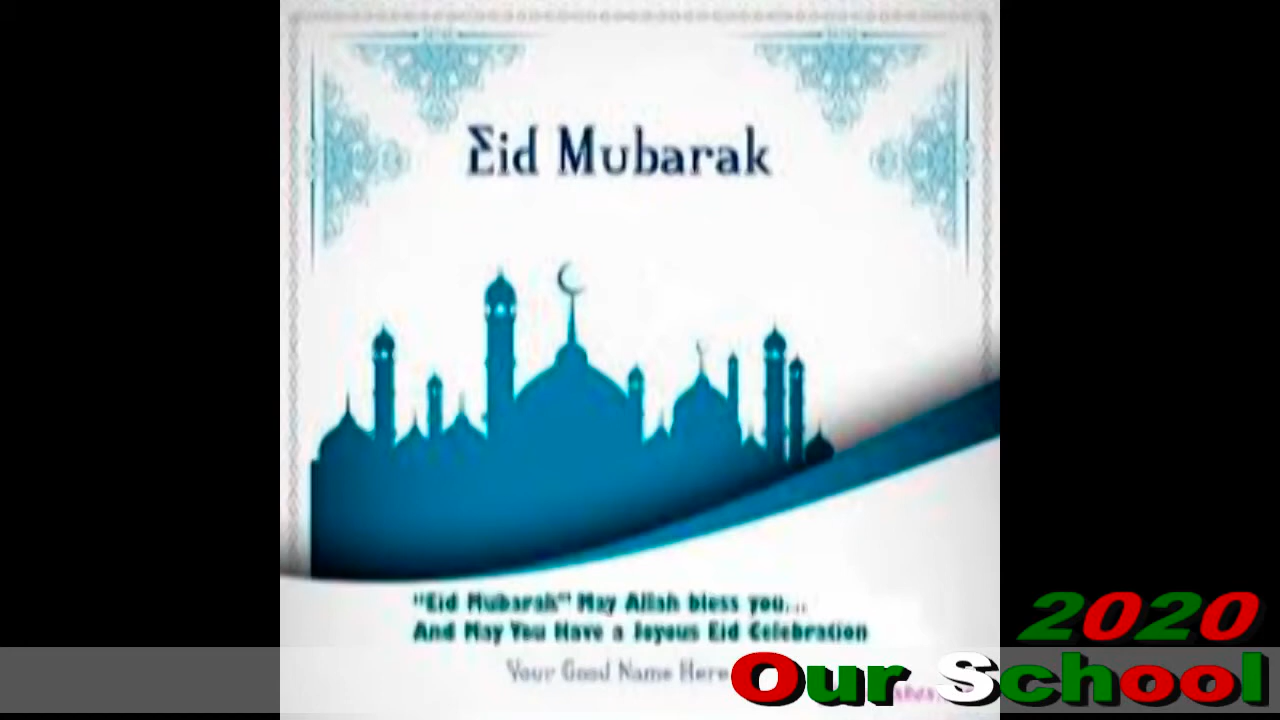 Eid Mubarak
"Eid Mubarak" May Allah bless you...
And May You Have a Joyous Eid Celebration
Your Good Name Here
2020
Our School